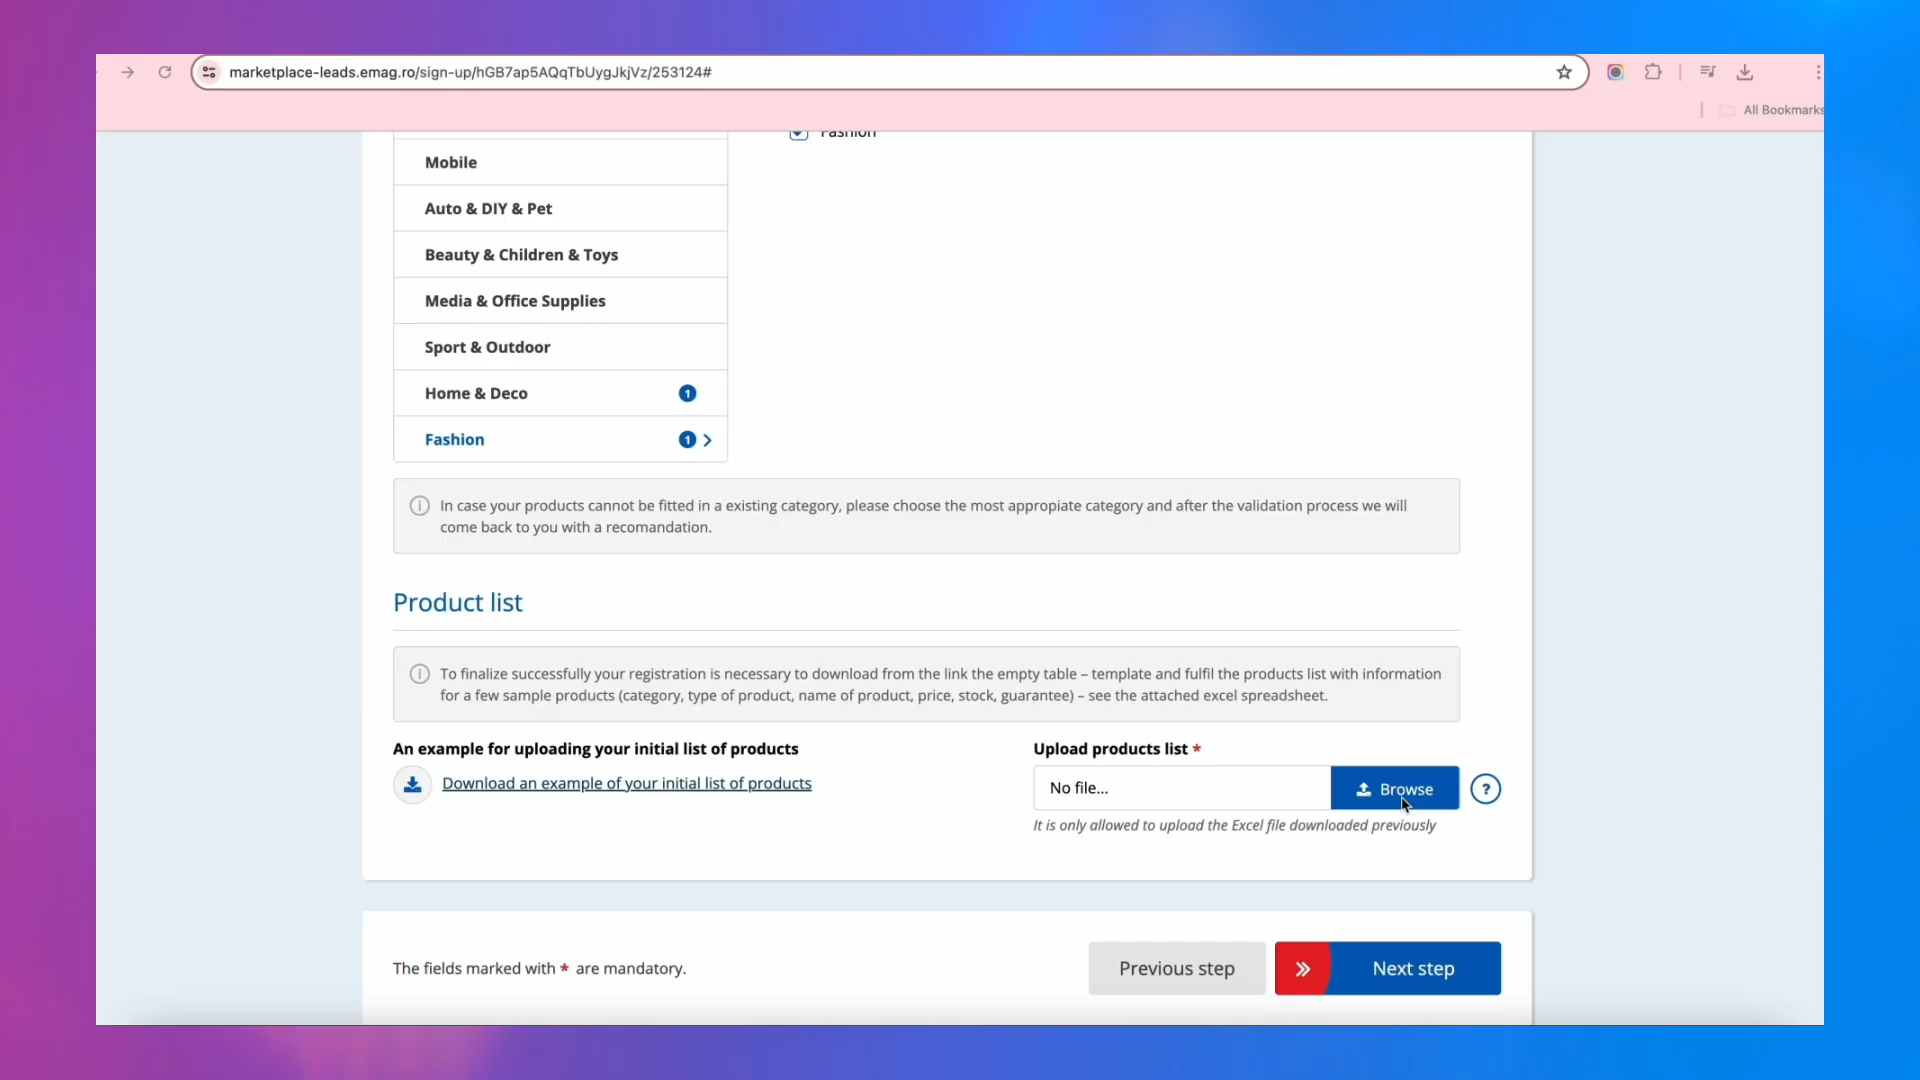 marketplace-leads.emag.ro/sign-up/hGB7ap5AQqTbUygJkjVz/253124#
All Bookmarks
Fashion
Mobile
Auto & DIY & Pet
Beauty & Children & Toys
Media & Office Supplies
Sport & Outdoor
Home & Deco 1
Fashion 1
In case your products cannot be fitted in a existing category, please choose the most appropiate category and after the validation process we will
come back to you with a recomandation.
Product list
To finalize successfully your registration is necessary to download from the link the empty table – template and fulfil the products list with information
for a few sample products (category, type of product, name of product, price, stock, guarantee) – see the attached excel spreadsheet.
An example for uploading your initial list of products
Download an example of your initial list of products
Upload products list *
No file... Browse ?
It is only allowed to upload the Excel file downloaded previously
The fields marked with * are mandatory.
Previous step
Next step